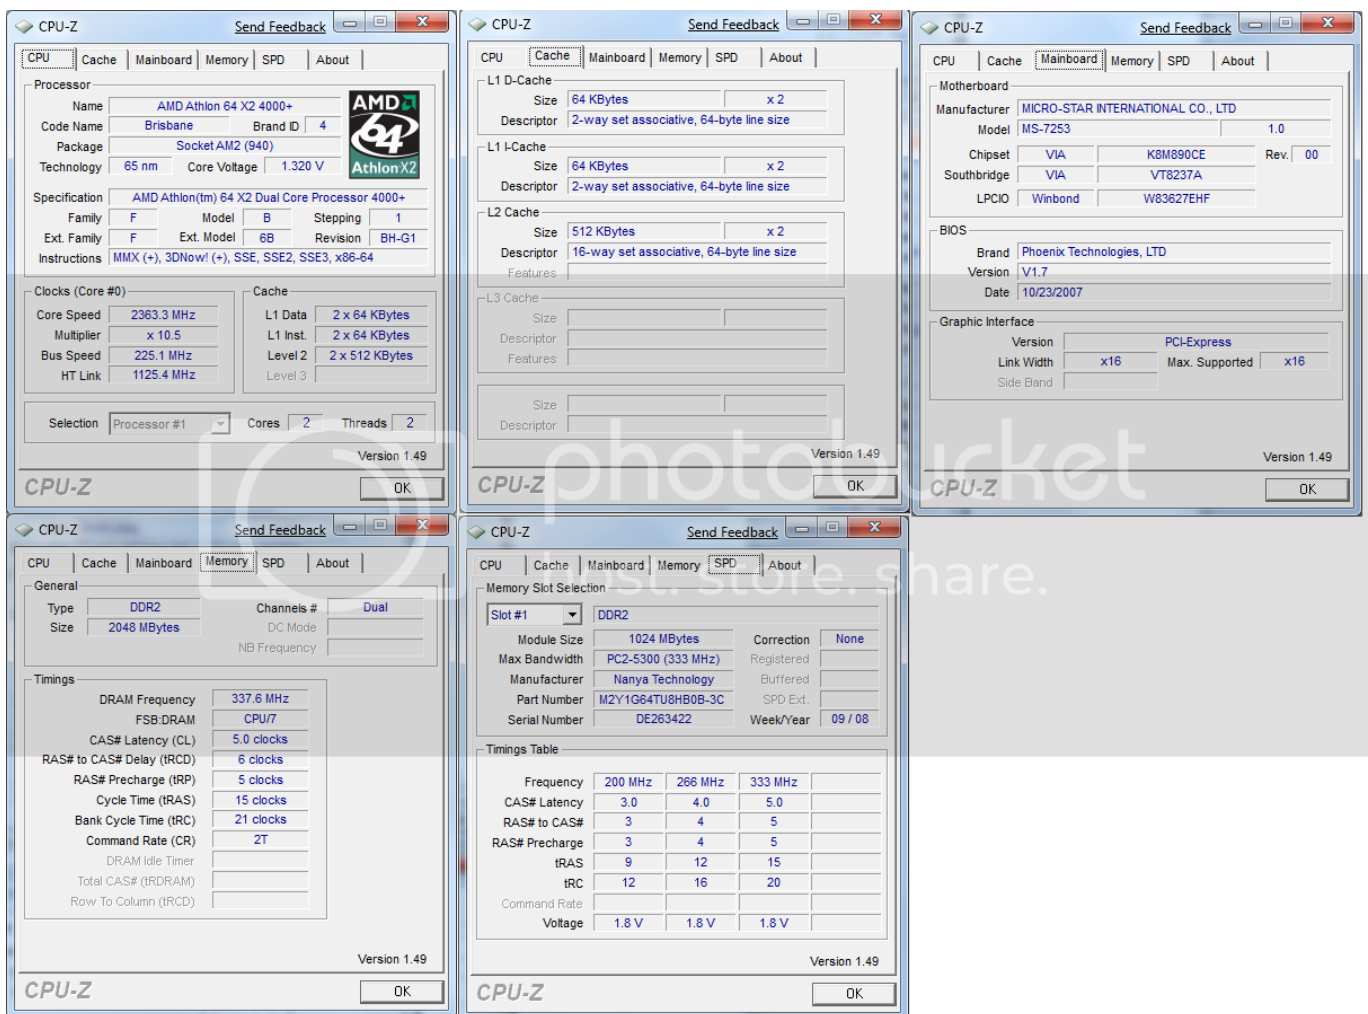 CPU-Z Send Feedback
CPU Cache Mainboard Memory SPD About
Processor
Name AMD Athlon 64 X2 4000+
Code Name Brisbane Brand ID 4
Package Socket AM2 (940)
Technology 65 nm Core Voltage 1.320 V
AMD
64
Athlon X2
Specification AMD Athlon(tm) 64 X2 Dual Core Processor 4000+
Family F Model B Stepping 1
Ext. Family F Ext. Model 6B Revision BH-G1
Instructions MMX (+), 3DNow! (+), SSE, SSE2, SSE3, x86-64
Clocks (Core #0)
Core Speed 2363.3 MHz
Multiplier x 10.5
Bus Speed 225.1 MHz
HT Link 1125.4 MHz
Cache
L1 Data 2 x 64 KBytes
L1 Inst. 2 x 64 KBytes
Level 2 2 x 512 KBytes
Level 3
Selection Processor #1 Cores 2 Threads 2
Version 1.49
CPU-Z OK
CPU-Z Send Feedback
CPU Cache Mainboard Memory SPD About
L1 D-Cache
Size 64 KBytes x 2
Descriptor 2-way set associative, 64-byte line size
L1 I-Cache
Size 64 KBytes x 2
Descriptor 2-way set associative, 64-byte line size
L2 Cache
Size 512 KBytes x 2
Descriptor 16-way set associative, 64-byte line size
Features
L3 Cache
Size
Descriptor
Features
Size
Descriptor
Version 1.49
CPU-Z OK
CPU-Z Send Feedback
CPU Cache Mainboard Memory SPD About
Motherboard
Manufacturer MICRO-STAR INTERNATIONAL CO., LTD
Model MS-7253 1.0
Chipset VIA K8M890CE Rev. 00
Southbridge VIA VT8237A
LPCIO Winbond W83627EHF
BIOS
Brand Phoenix Technologies, LTD
Version V1.7
Date 10/23/2007
Graphic Interface
Version PCI-Express
Link Width x16 Max. Supported x16
Side Band
Version 1.49
CPU-Z OK
photobucket
host. store. share.
CPU-Z Send Feedback
CPU Cache Mainboard Memory SPD About
General
Type DDR2 Channels # Dual
Size 2048 MBytes DC Mode
NB Frequency
Timings
DRAM Frequency 337.6 MHz
FSB:DRAM CPU/7
CAS# Latency (CL) 5.0 clocks
RAS# to CAS# Delay (tRCD) 6 clocks
RAS# Precharge (tRP) 5 clocks
Cycle Time (tRAS) 15 clocks
Bank Cycle Time (tRC) 21 clocks
Command Rate (CR) 2T
DRAM Idle Timer
Total CAS# (tRDRAM)
Row To Column (tRCD)
Version 1.49
CPU-Z OK
CPU-Z Send Feedback
CPU Cache Mainboard Memory SPD About
Memory Slot Selection
Slot #1 DDR2
Module Size 1024 MBytes Correction None
Max Bandwidth PC2-5300 (333 MHz) Registered
Manufacturer Nanya Technology Buffered
Part Number M2Y1G64TU8HB0B-3C SPD Ext.
Serial Number DE263422 Week/Year 09 / 08
Timings Table
Frequency 200 MHz 266 MHz 333 MHz
CAS# Latency 3.0 4.0 5.0
RAS# to CAS# 3 4 5
RAS# Precharge 3 4 5
tRAS 9 12 15
tRC 12 16 20
Command Rate
Voltage 1.8 V 1.8 V 1.8 V
Version 1.49
CPU-Z OK